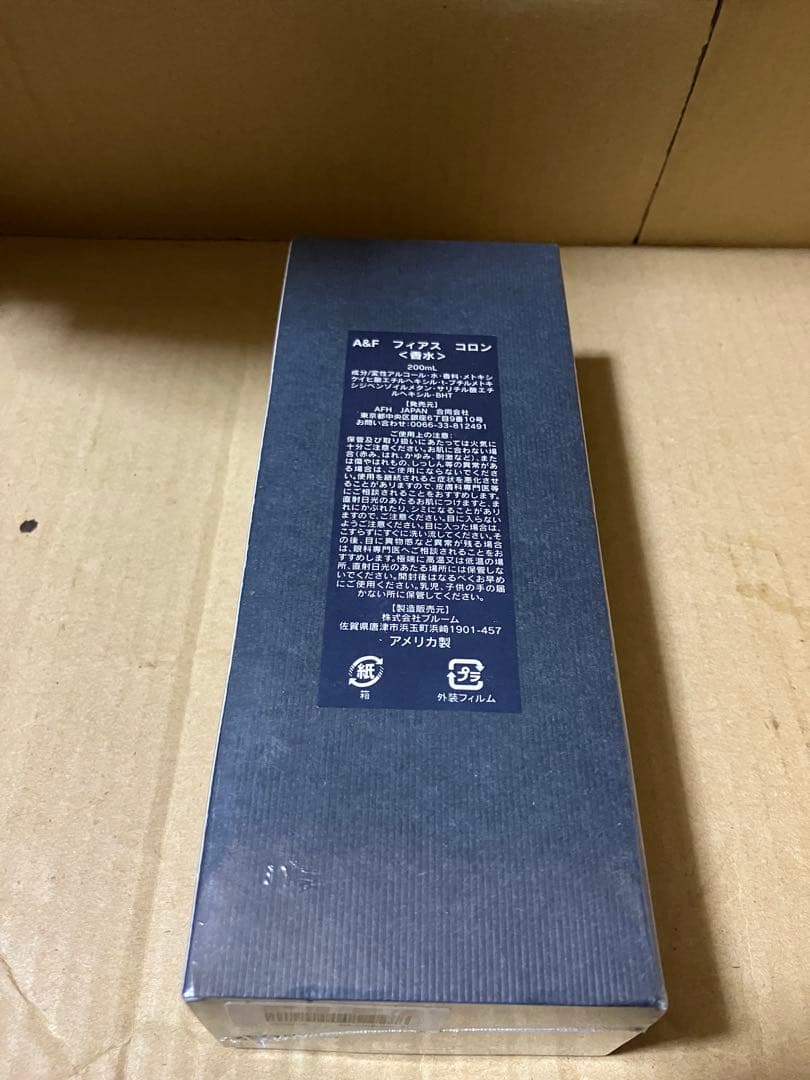 A&F フィアス コロン
＜香水＞
200mL
成分/変性アルコール・水・香料・メトキシ
ケイヒ酸エチルヘキシル・t-ブチルメトキ
シジベンゾイルメタン・サリチル酸エチ
ルヘキシル・BHT
【発売元】
AFH JAPAN 合同会社
東京都中央区銀座6丁目9番10号
お問い合わせ:0066-33-812491
ご使用上の注意:
保管及び取り扱いにあたっては火気に
十分ご注意ください。お肌に合わない場
合(赤み、はれ、かゆみ、刺激など)、また
は傷やはれもの、しっしん等の異常があ
る場合は、ご使用にならないでくださ
い。使用を継続されると症状を悪化させ
ることがありますので、皮膚科専門医等
にご相談されることをおすすめします。
直射日光のあたるお肌につけますと、ま
れにかぶれたり、シミになることがあり
ますので、ご注意ください。目に入らない
ようご注意ください。目に入った場合は、
こすらずにすぐに洗い流してください。そ
の後、目に異物感など異常が残る場合
は、眼科専門医へご相談されることをお
すすめします。極端に高温又は低温の場
所、直射日光のあたる場所には保管しな
いでください。開封後はなるべくお早め
にご使用ください。乳児、子供の手の届
かない所に保管してください。
【製造販売元】
株式会社ブルーム
佐賀県唐津市浜玉町浜崎1901-457
アメリカ製
紙 プラ
箱 外装フィルム